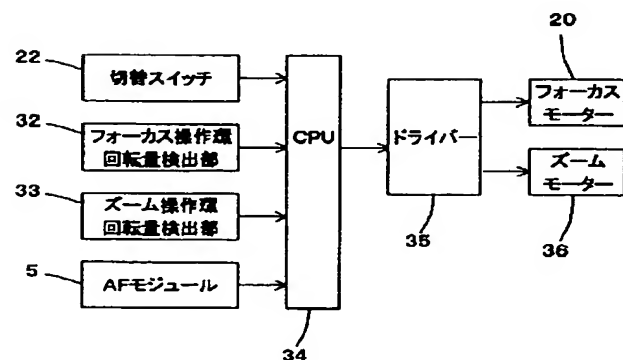 22
切替スイッチ
32
フォーカス操作環
回転量検出部
33
ズーム操作環
回転量検出部
5
AFモジュール
CPU
34
ドライバー
35
20
フォーカス
モーター
ズーム
モーター
36